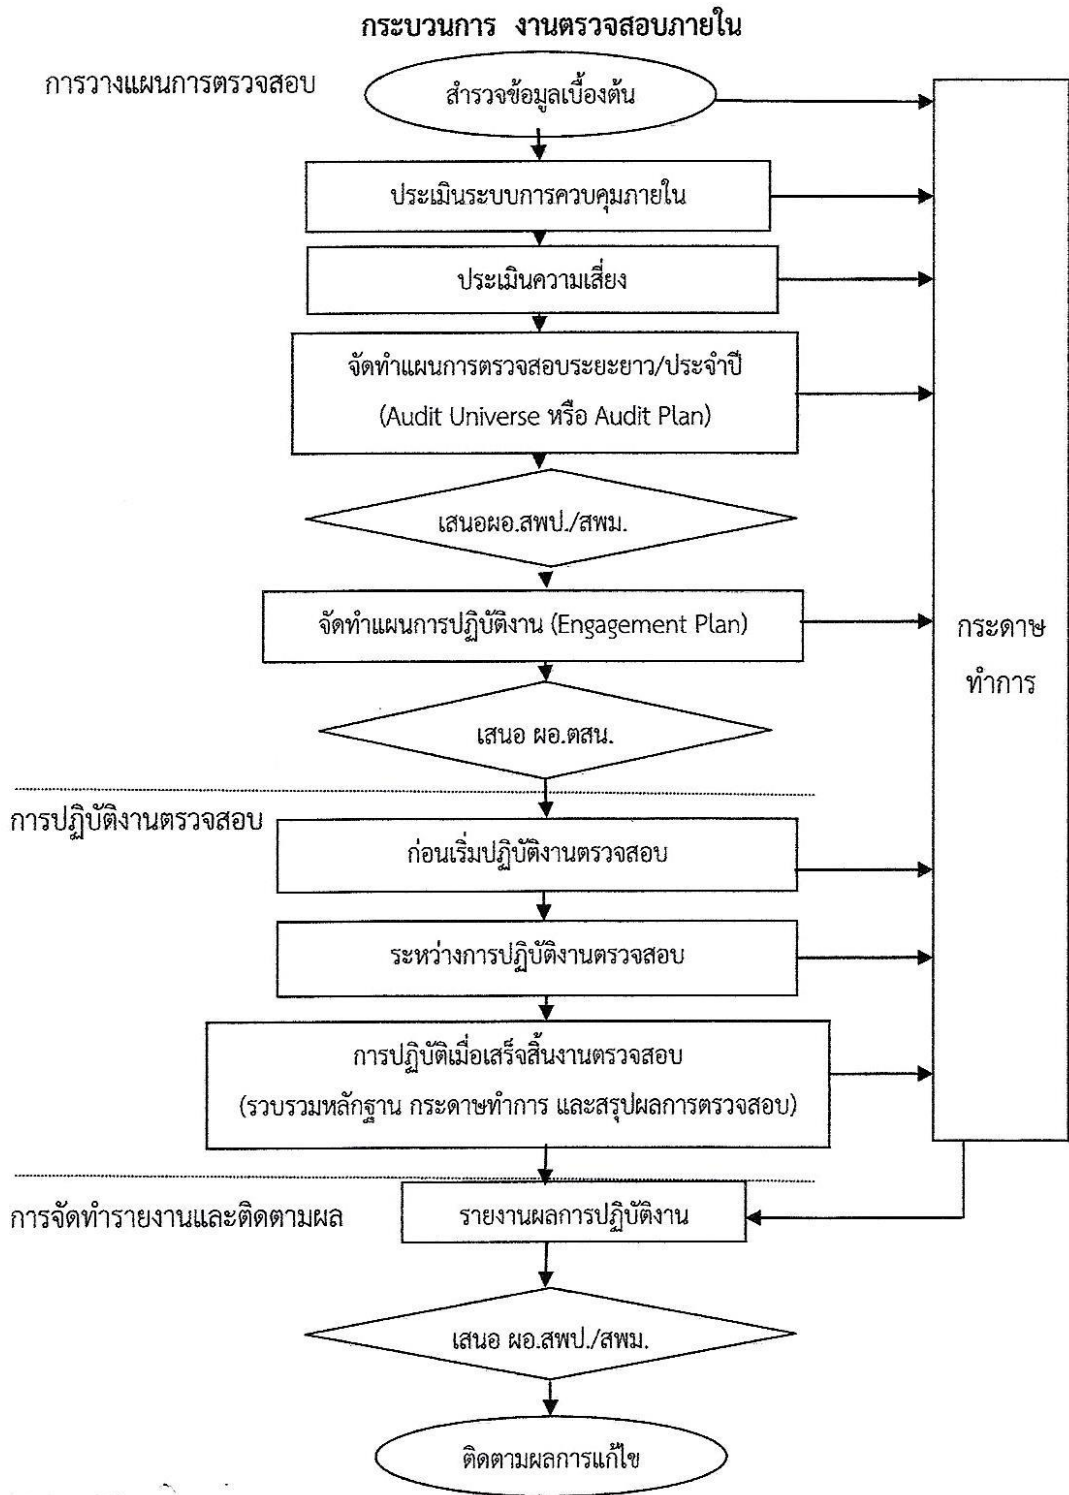 กระบวนการ งานตรวจสอบภายใน
การวางแผนการตรวจสอบ
สำรวจข้อมูลเบื้องต้น
ประเมินระบบการควบคุมภายใน
ประเมินความเสี่ยง
จัดทำแผนการตรวจสอบระยะยาว/ประจำปี
(Audit Universe หรือ Audit Plan)
เสนอผอ.สพป./สพม.
จัดทำแผนการปฏิบัติงาน (Engagement Plan)
กระดาษ
ทำการ
เสนอ ผอ.ตสน.
การปฏิบัติงานตรวจสอบ
ก่อนเริ่มปฏิบัติงานตรวจสอบ
ระหว่างการปฏิบัติงานตรวจสอบ
การปฏิบัติเมื่อเสร็จสิ้นงานตรวจสอบ
(รวบรวมหลักฐาน กระดาษทำการ และสรุปผลการตรวจสอบ)
การจัดทำรายงานและติดตามผล
รายงานผลการปฏิบัติงาน
เสนอ ผอ.สพป./สพม.
ติดตามผลการแก้ไข